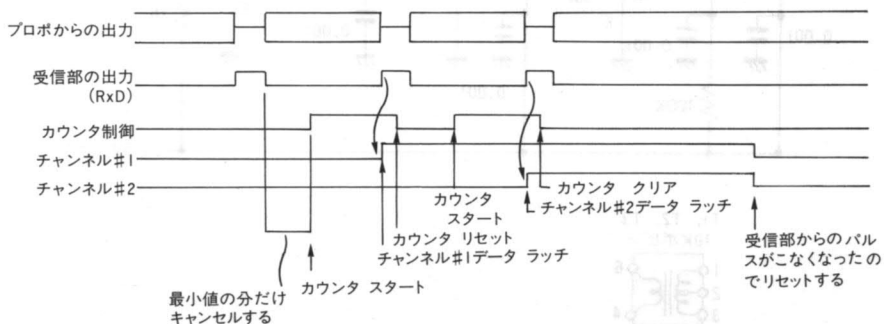 プロポからの出力
受信部の出力
(RxD)
カウンタ制御
チャンネル#1
チャンネル#2
カウンタ
スタート
カウンタ クリア
チャンネル#2データ ラッチ
カウンタ リセット
チャンネル#1データ ラッチ
受信部からのパル
スがこなくなったの
でリセットする
最小値の分だけ
キャンセルする
カウンタ スタート